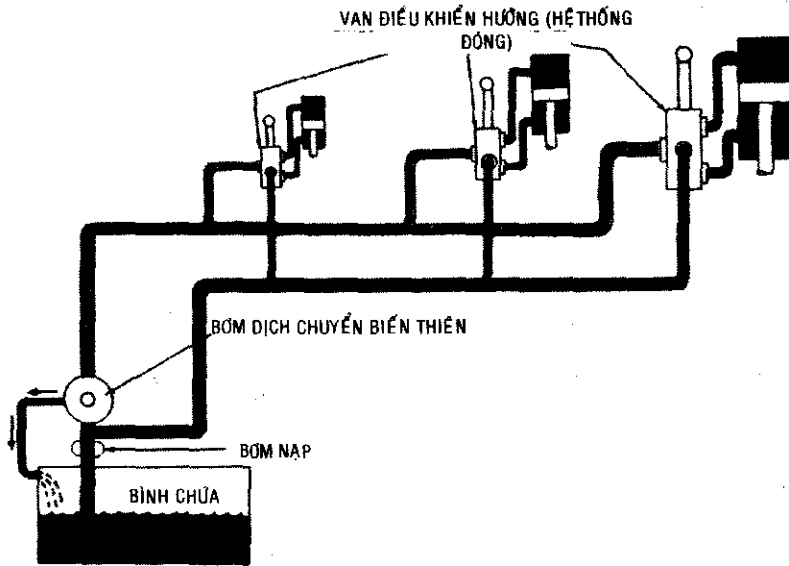 VAN ĐIỀU KHIỂN HƯỚNG (HỆ THỐNG
ĐÓNG)
BƠM DỊCH CHUYỂN BIẾN THIÊN
BƠM NẠP
BÌNH CHỨA